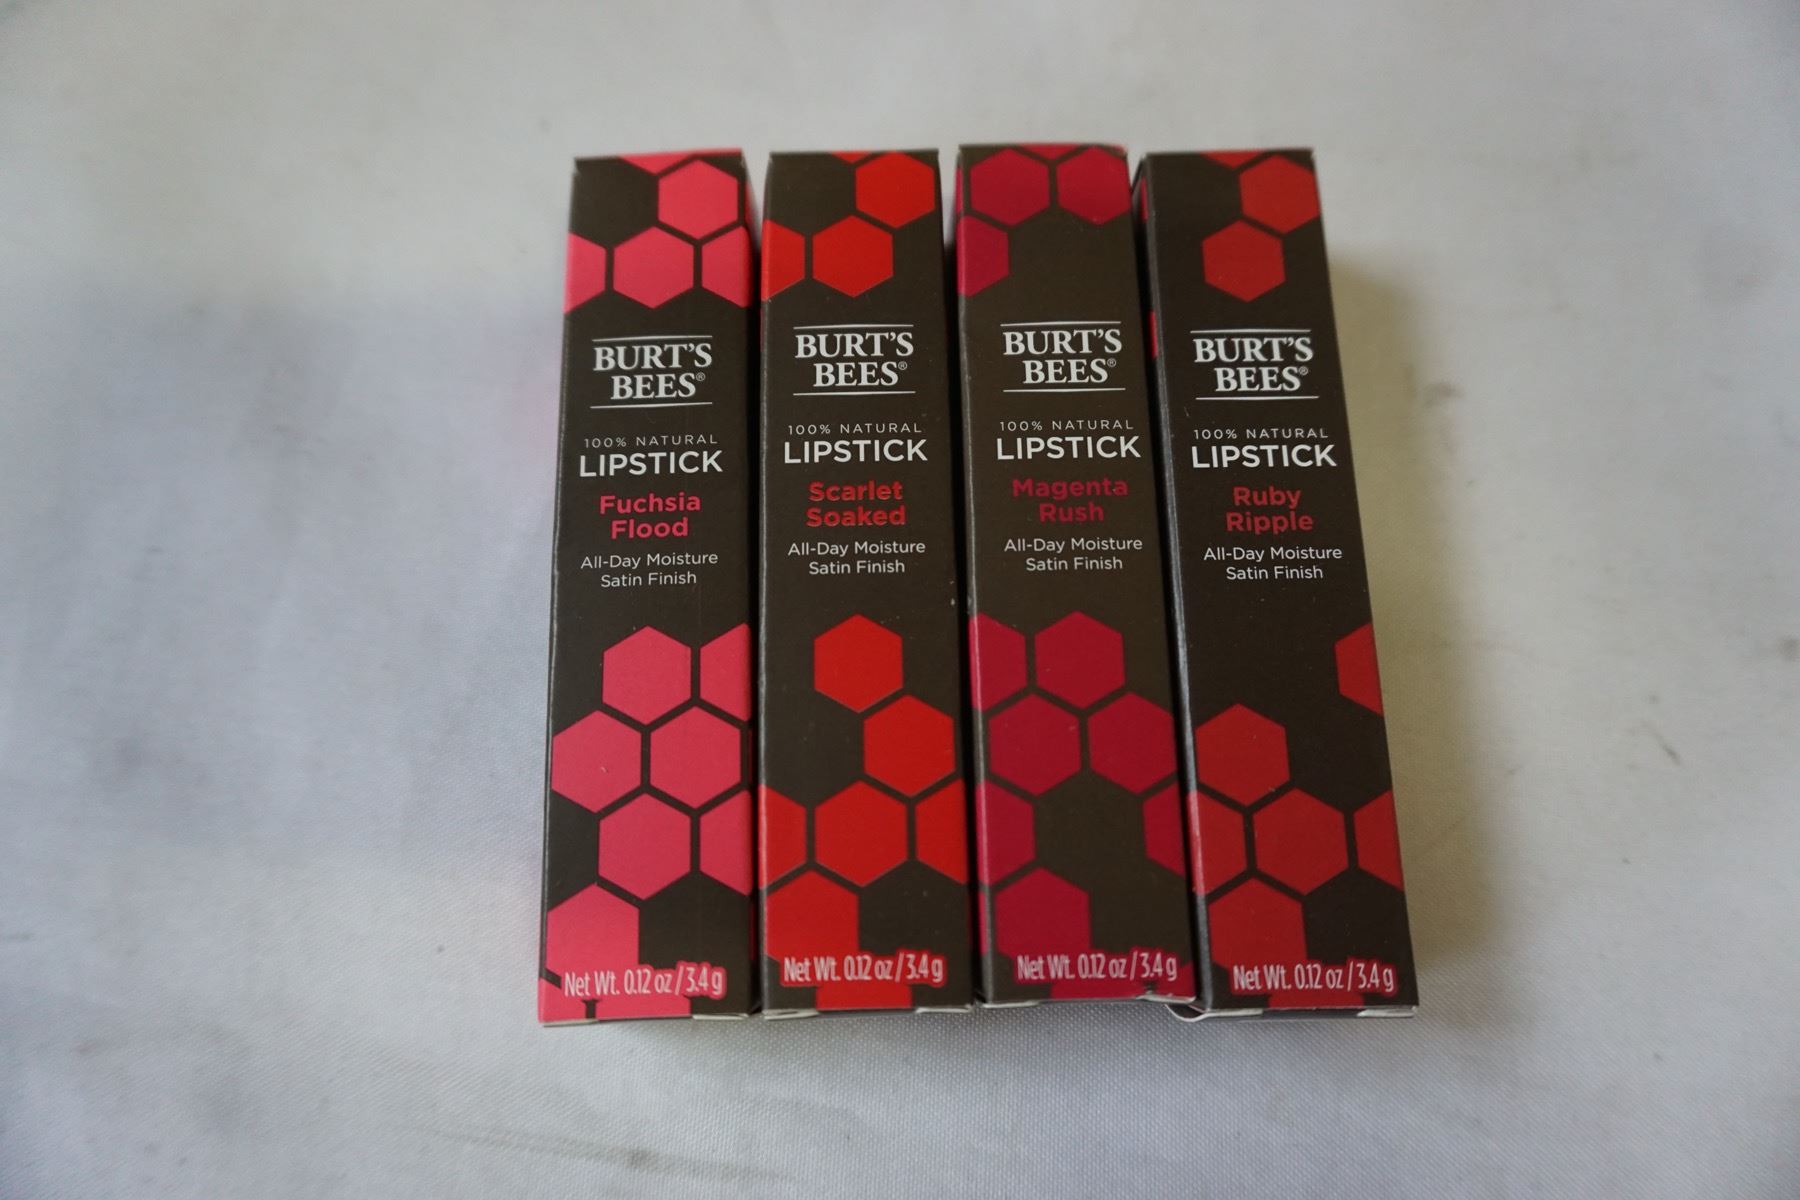 BURT'S
BEES®
100% NATURAL
LIPSTICK
Fuchsia
Flood
All-Day Moisture
Satin Finish
Net Wt. 0.12 oz / 3.4 g
BURT'S
BEES®
100% NATURAL
LIPSTICK
Scarlet
Soaked
All-Day Moisture
Satin Finish
Net Wt. 0.12 oz / 3.4 g
BURT'S
BEES®
100% NATURAL
LIPSTICK
Magenta
Rush
All-Day Moisture
Satin Finish
Net Wt. 0.12 oz / 3.4 g
BURT'S
BEES®
100% NATURAL
LIPSTICK
Ruby
Ripple
All-Day Moisture
Satin Finish
Net Wt. 0.12 oz / 3.4 g